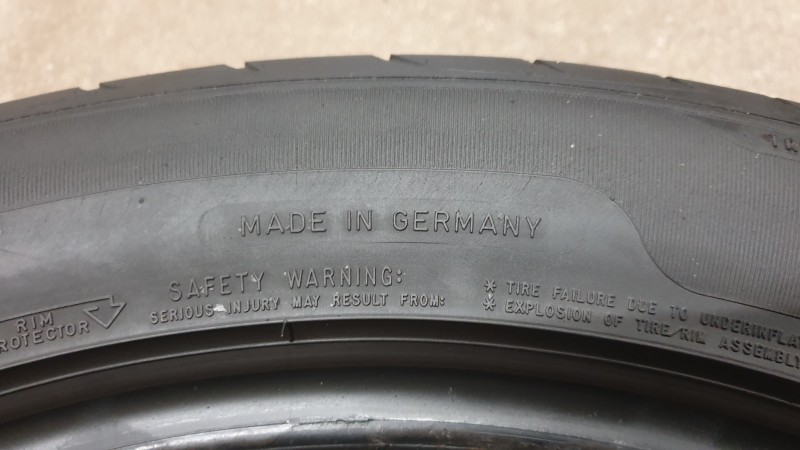 MADE IN GERMANY
SAFETY WARNING:
SERIOUS INJURY MAY RESULT FROM:
* TIRE FAILURE DUE TO UNDERINFLAT
* EXPLOSION OF TIRE/RIM ASSEMBLY
RIM
ROTECTOR